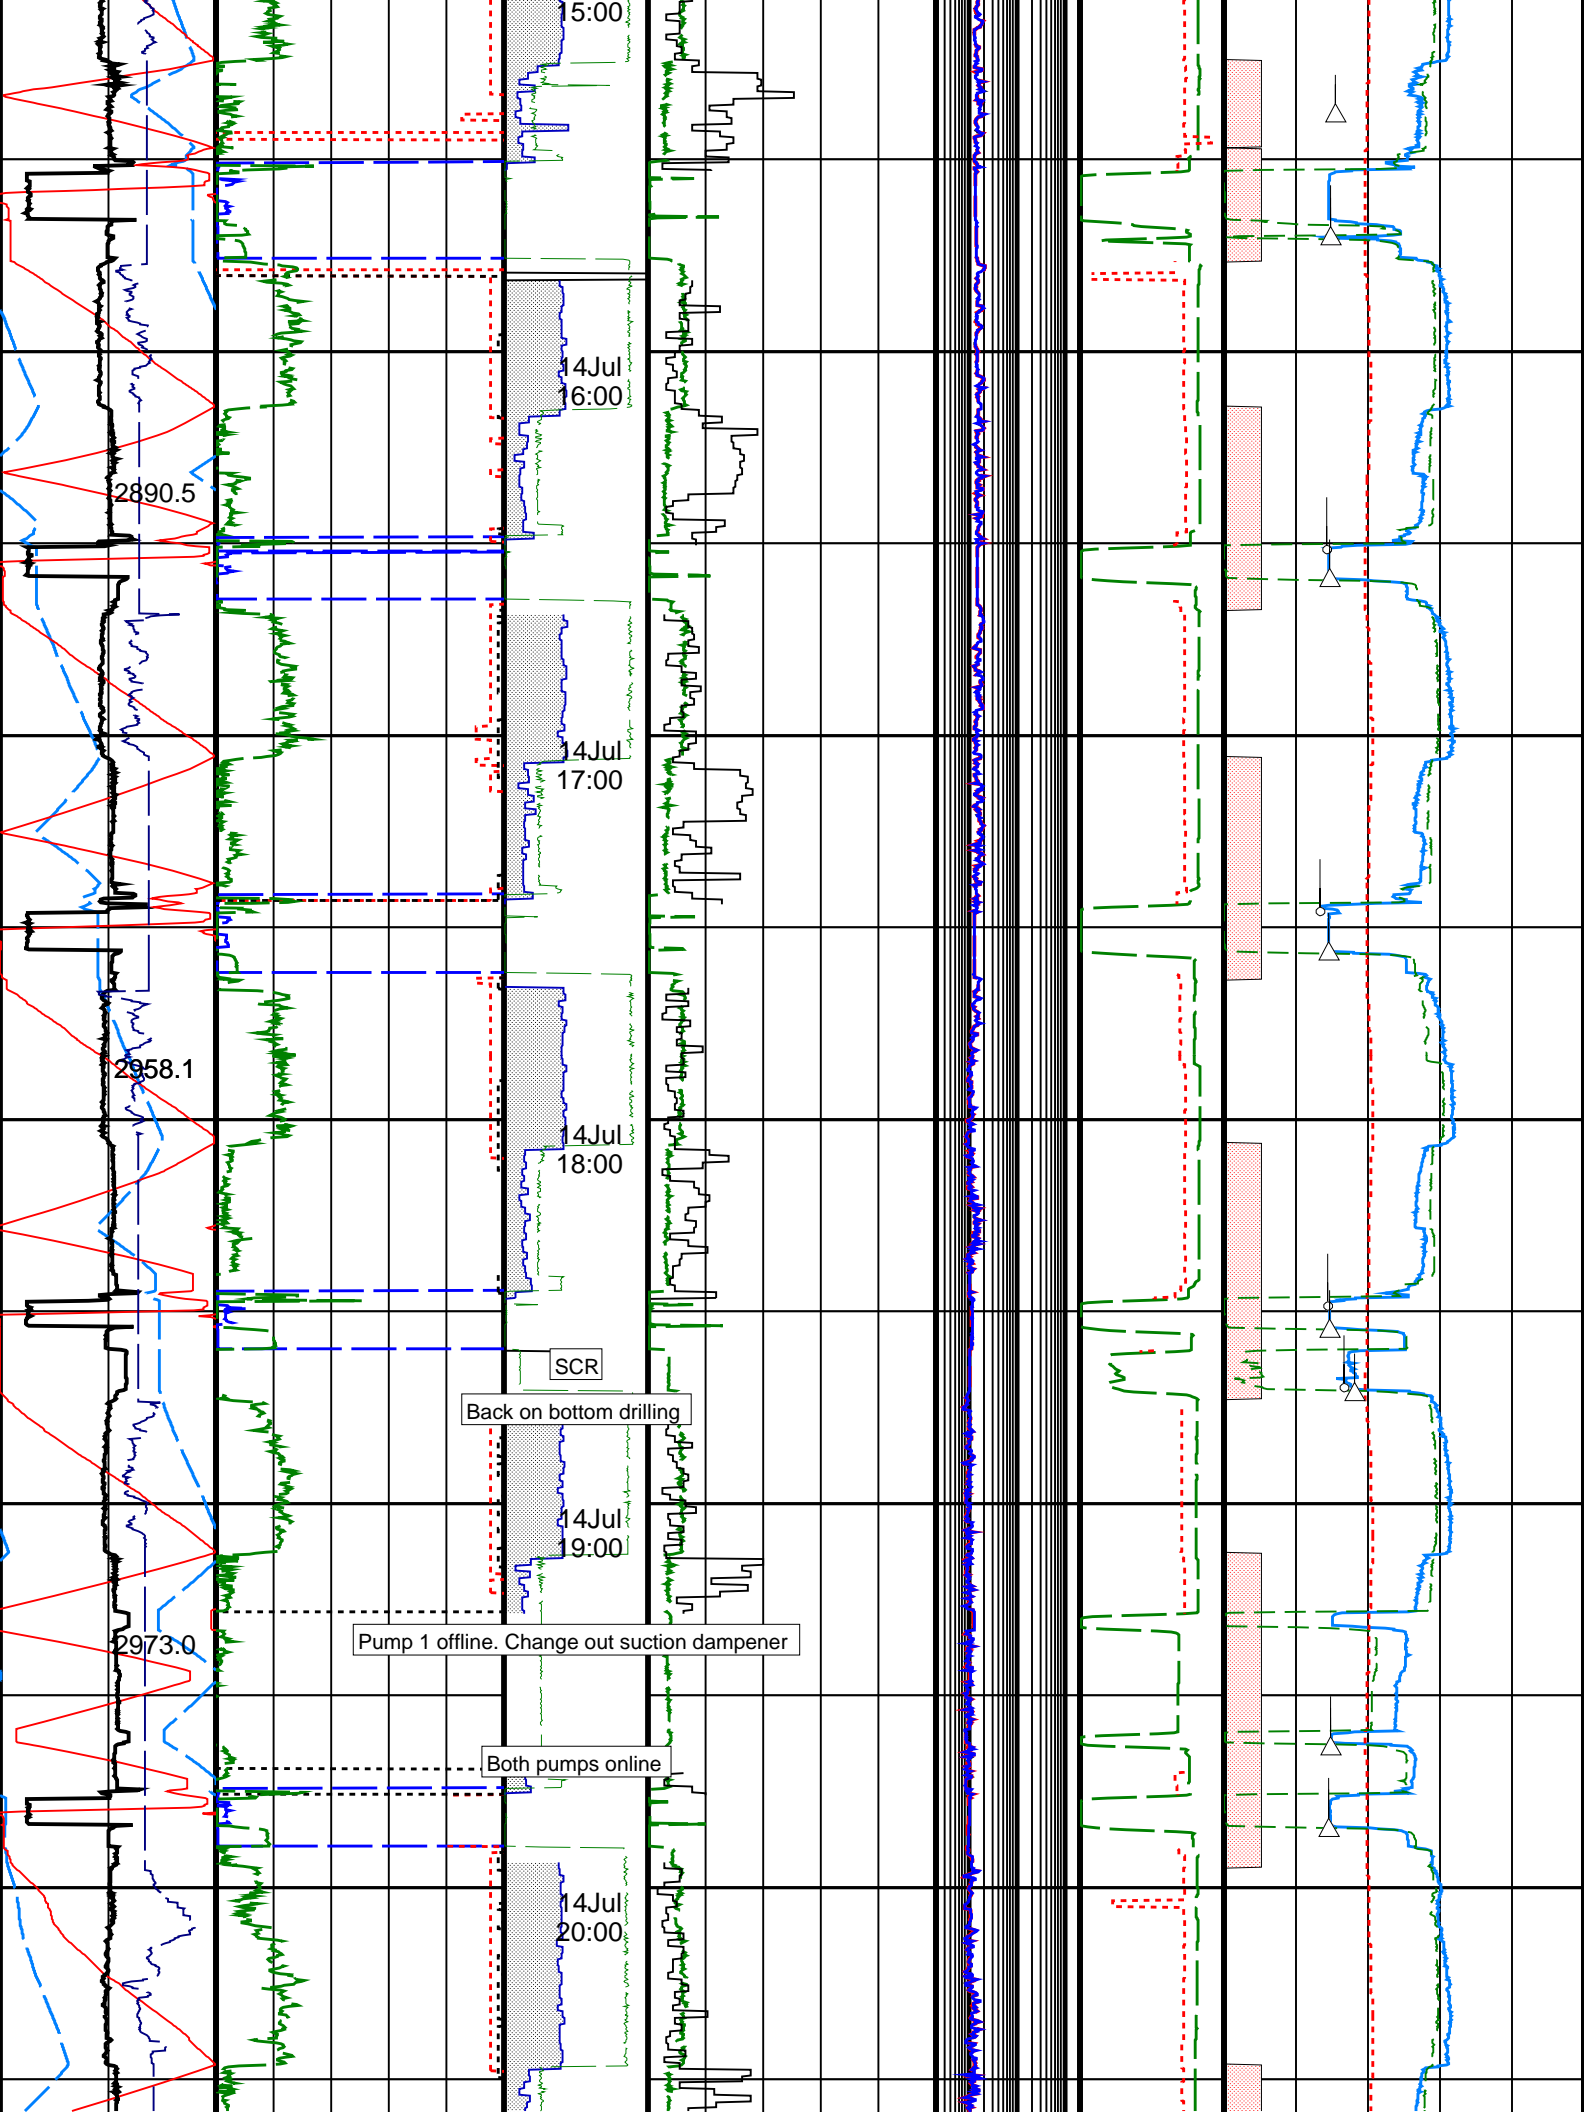 15:00
14Jul
16:00
2890.5
14Jul
17:00
2958.1
14Jul
18:00
SCR
Back on bottom drilling
14Jul
19:00
Pump 1 offline. Change out suction dampener
2973.0
Both pumps online
14Jul
20:00